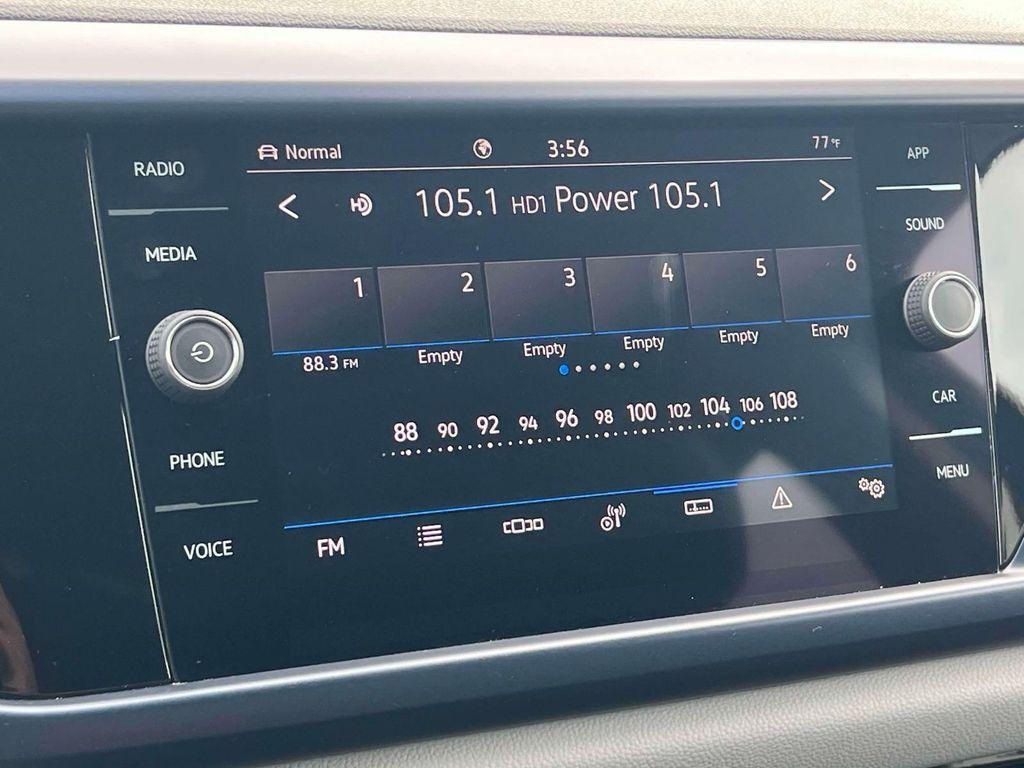 RADIO
MEDIA
PHONE
VOICE
Normal 3:56 77°F
< HD 105.1 HD1 Power 105.1 >
1 2 3 4 5 6
88.3 FM Empty Empty Empty Empty Empty
88 90 92 94 96 98 100 102 104 106 108
FM
APP
SOUND
CAR
MENU